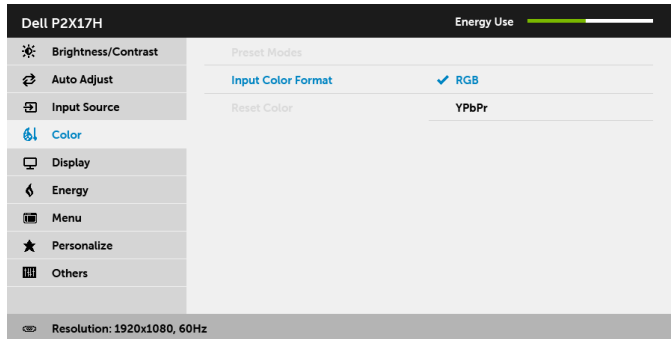 Dell P2X17H Energy Use
Brightness/Contrast Preset Modes
Auto Adjust Input Color Format RGB
Input Source Reset Color YPbPr
Color
Display
Energy
Menu
Personalize
Others
Resolution: 1920x1080, 60Hz